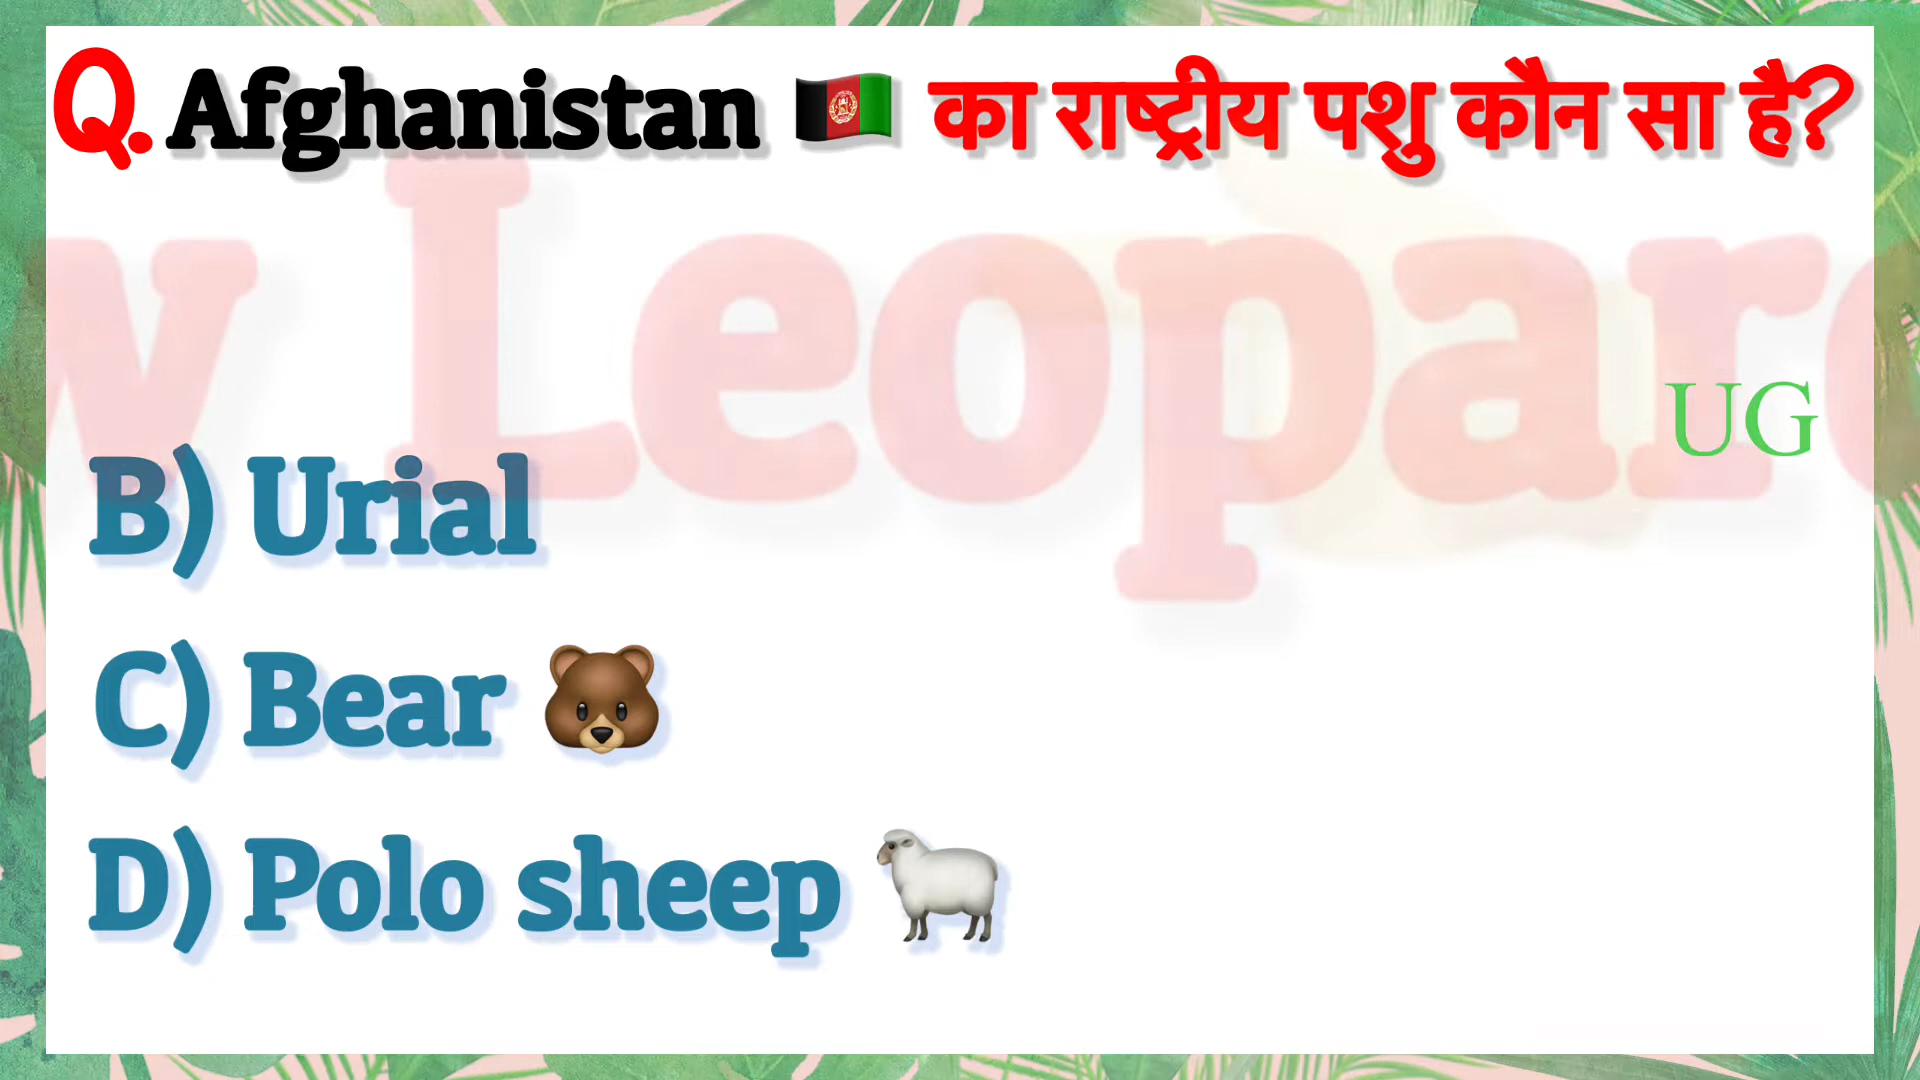 Q. Afghanistan 🇦🇫 का राष्ट्रीय पशु कौन सा है?
w Leopard
UG
B) Urial
C) Bear 🐻
D) Polo sheep 🐑